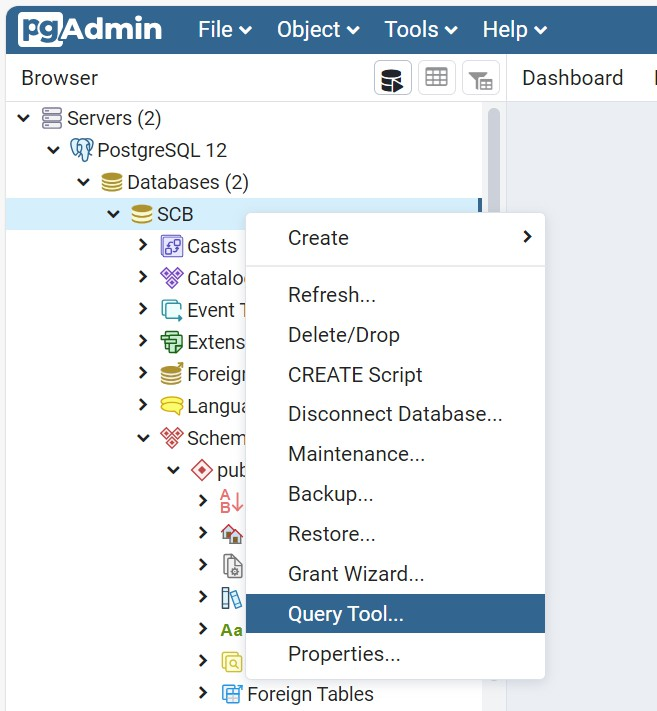 pgAdmin File Object Tools Help
Browser Dashboard
Servers (2)
PostgreSQL 12
Databases (2)
SCB
Create
Casts
Catalo
Refresh...
Event T
Delete/Drop
Extens
CREATE Script
Foreign
Langua
Disconnect Database...
Schem
Maintenance...
pub
Backup...
A
B
Restore...
Grant Wizard...
Query Tool...
Aa
Properties...
Foreign Tables